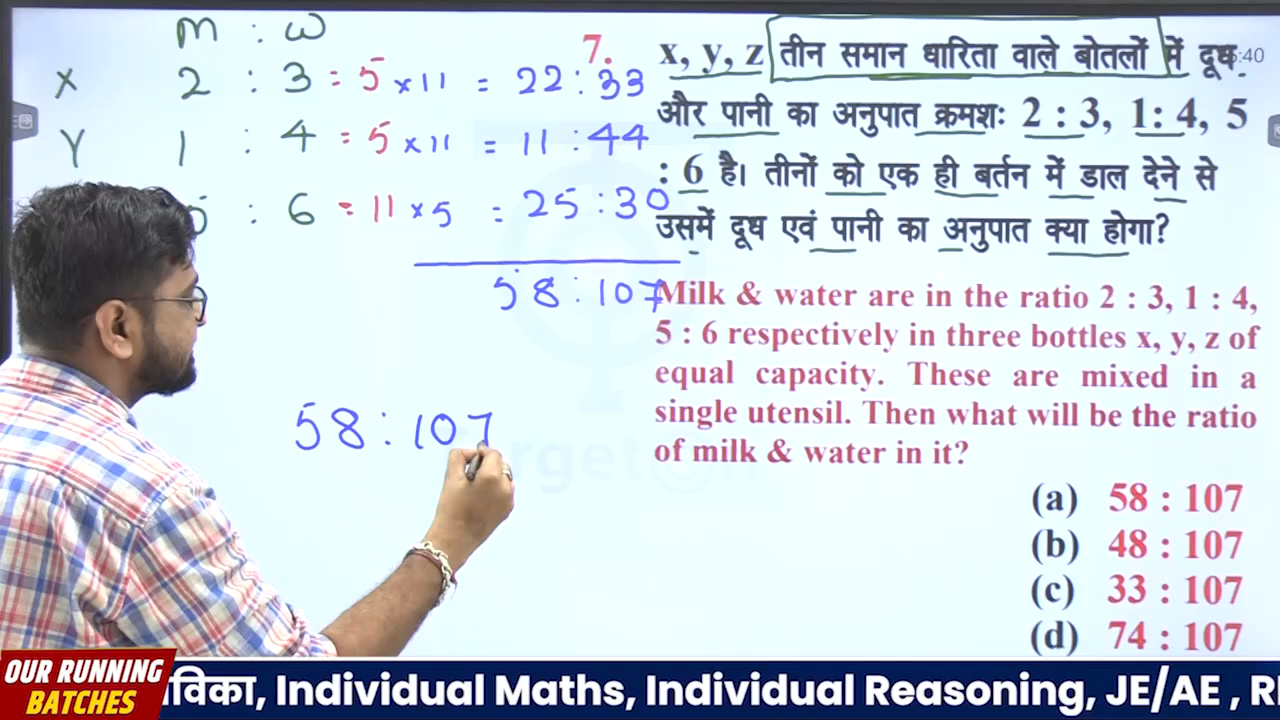 M : W
X 2 : 3 = 5 × 11 = 22 : 33
Y 1 : 4 = 5 × 11 = 11 : 44
5 : 6 = 11 × 5 = 25 : 30
58 : 107
58 : 107
7. x, y, z तीन समान धारिता वाले बोतलों में दूध
और पानी का अनुपात क्रमशः 2 : 3, 1: 4, 5
: 6 है। तीनों को एक ही बर्तन में डाल देने से
उसमें दूध एवं पानी का अनुपात क्या होगा?
Milk & water are in the ratio 2 : 3, 1 : 4,
5 : 6 respectively in three bottles x, y, z of
equal capacity. These are mixed in a
single utensil. Then what will be the ratio
of milk & water in it?
(a) 58 : 107
(b) 48 : 107
(c) 33 : 107
(d) 74 : 107
OUR RUNNING
BATCHES
Individual Maths, Individual Reasoning, JE/AE ,